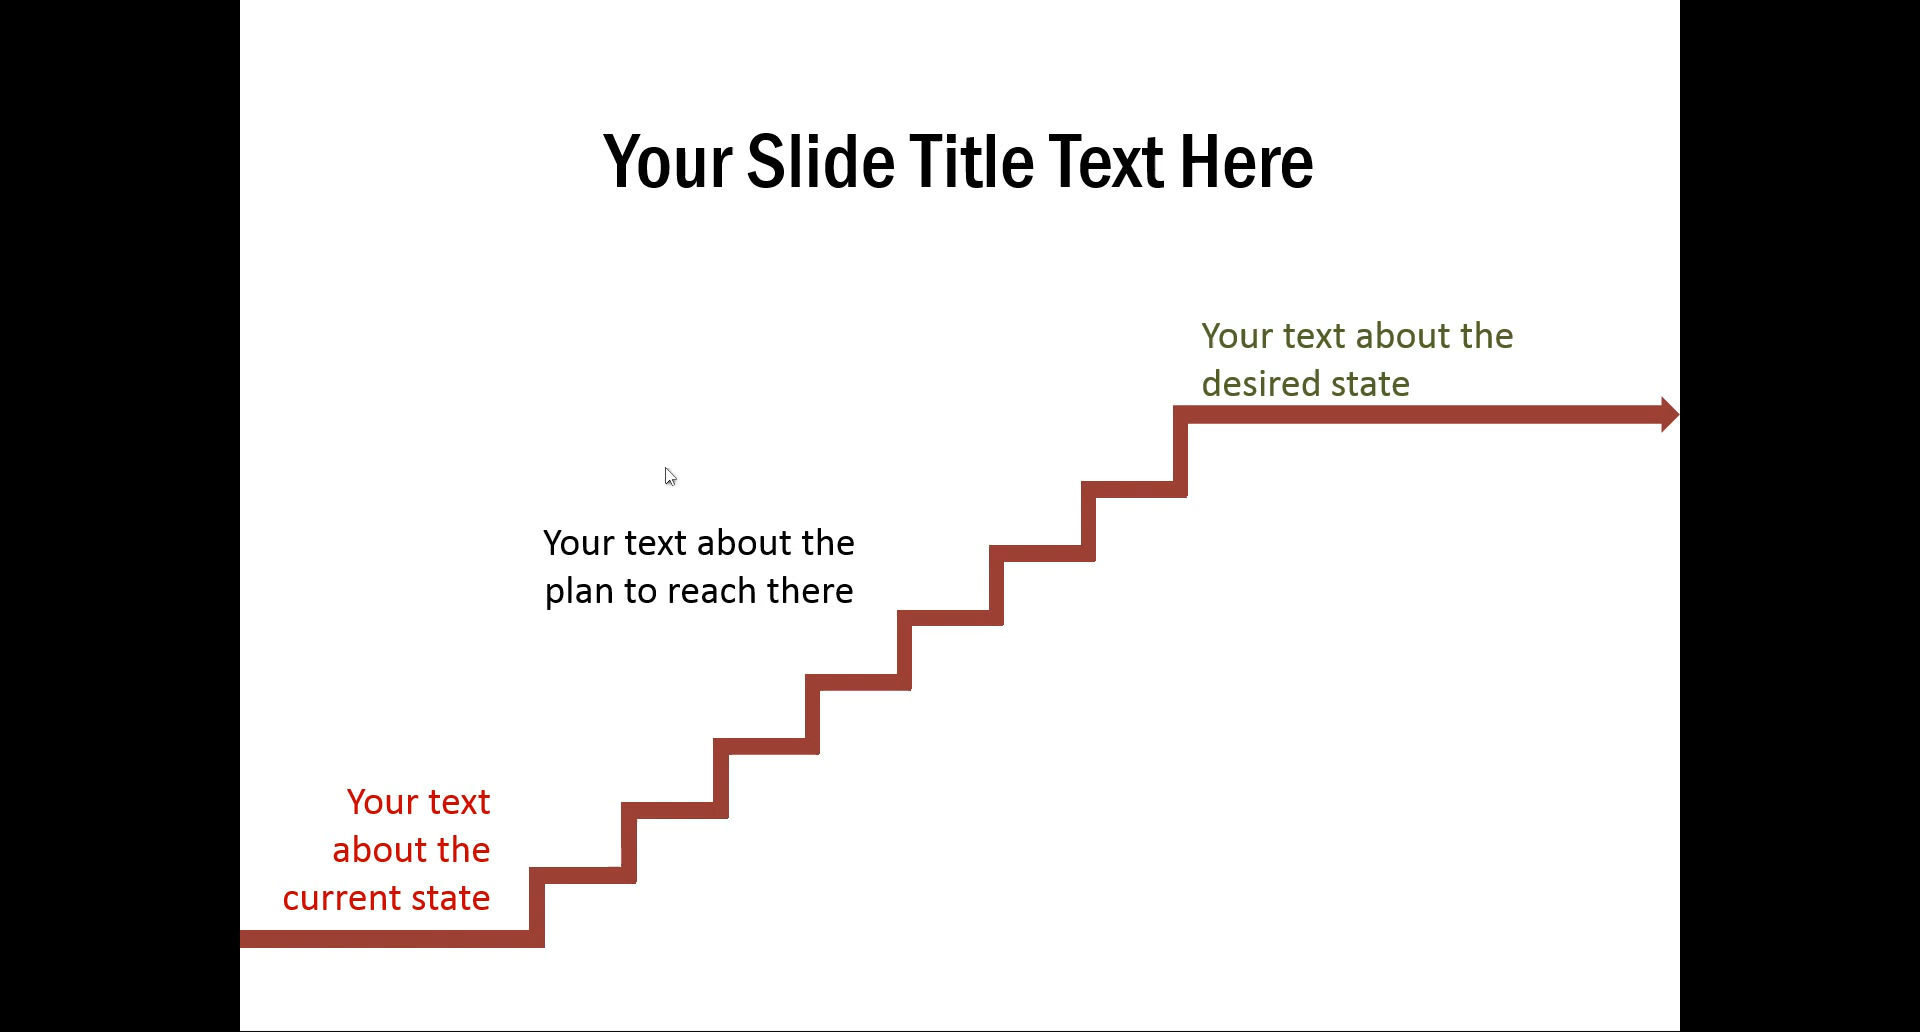 Your Slide Title Text Here
Your text about the
desired state
Your text about the
plan to reach there
Your text
about the
current state